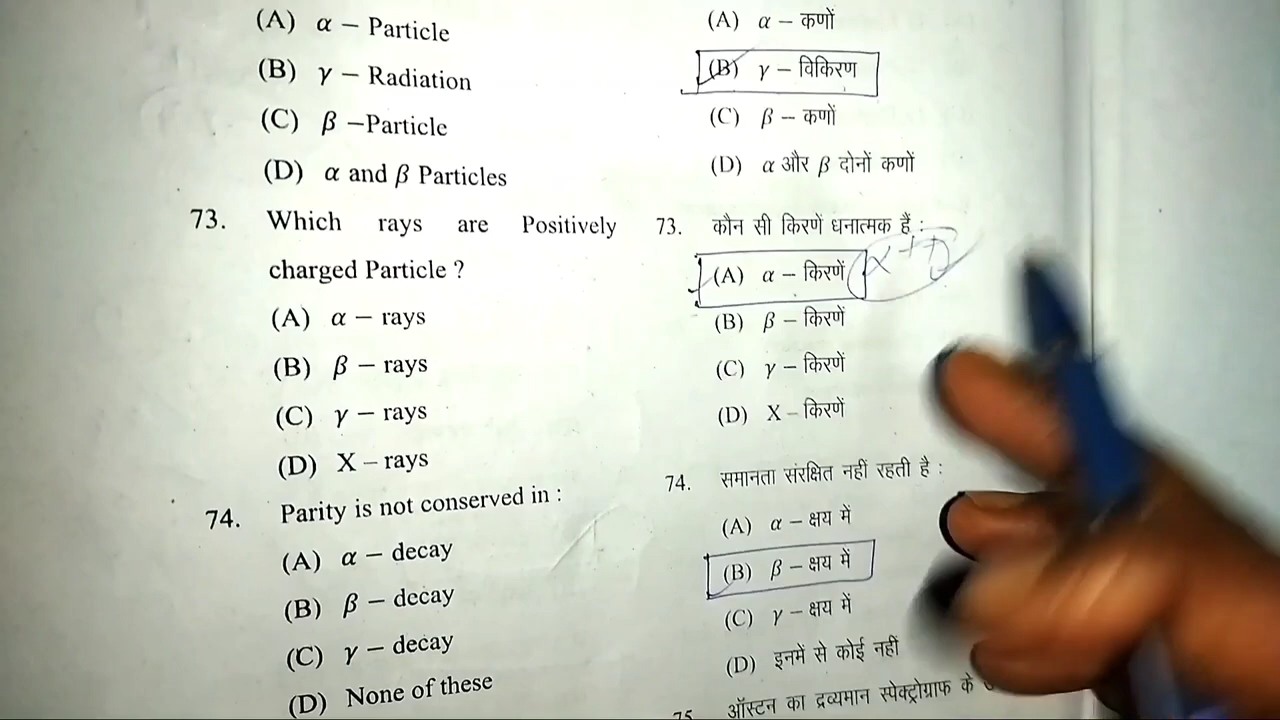 (A) α – Particle
(B) γ – Radiation
(C) β –Particle
(D) α and β Particles
73. Which rays are Positively
charged Particle ?
(A) α – rays
(B) β – rays
(C) γ – rays
(D) X – rays
74. Parity is not conserved in :
(A) α – decay
(B) β – decay
(C) γ – decay
(D) None of these
(A) α – कणों
(B) γ – विकिरण
(C) β – कणों
(D) α और β दोनों कणों
73. कौन सी किरणें धनात्मक हैं :
(A) α – किरणें
(B) β – किरणें
(C) γ – किरणें
(D) X – किरणें
74. समानता संरक्षित नहीं रहती है :
(A) α – क्षय में
(B) β – क्षय में
(C) γ – क्षय में
(D) इनमें से कोई नहीं
75. ऑस्टन का द्रव्यमान स्पेक्ट्रोग्राफ के